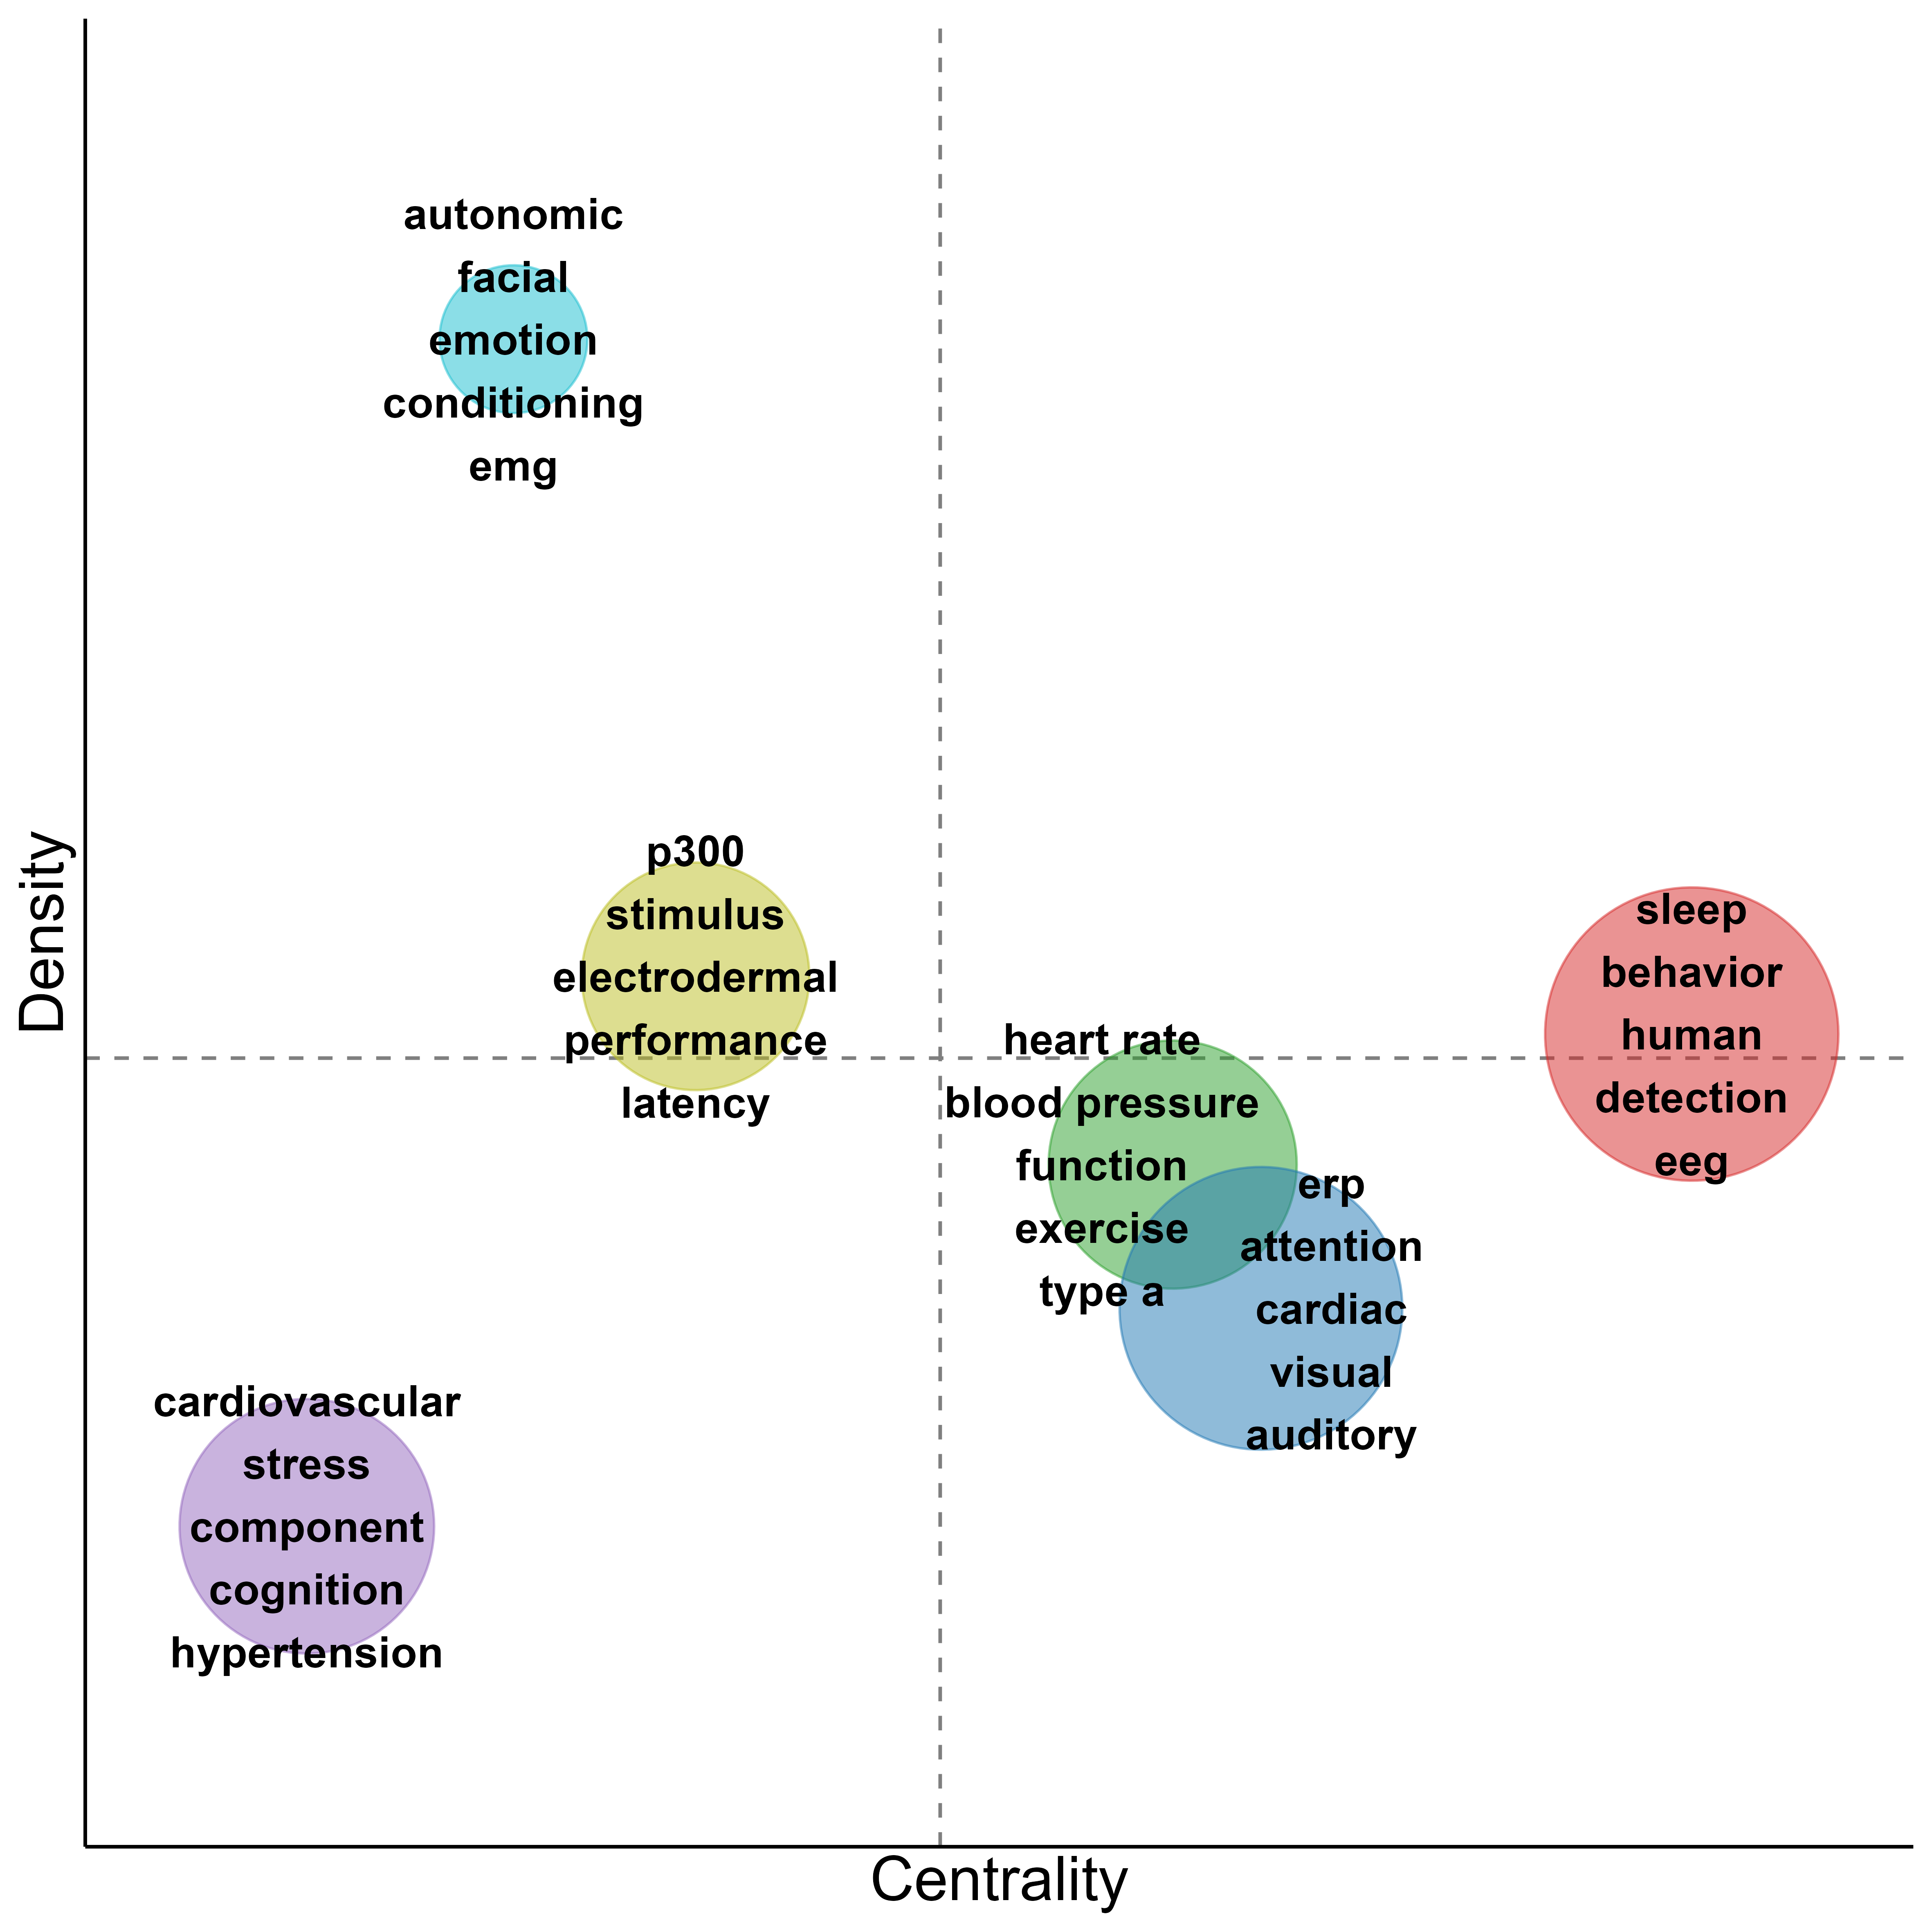 autonomic
facial
emotion
conditioning
emg
p300
stimulus
electrodermal
performance
latency
sleep
behavior
human
detection
eeg
heart rate
blood pressure
function
exercise
type a
erp
attention
cardiac
visual
auditory
cardiovascular
stress
component
cognition
hypertension
Density
Centrality